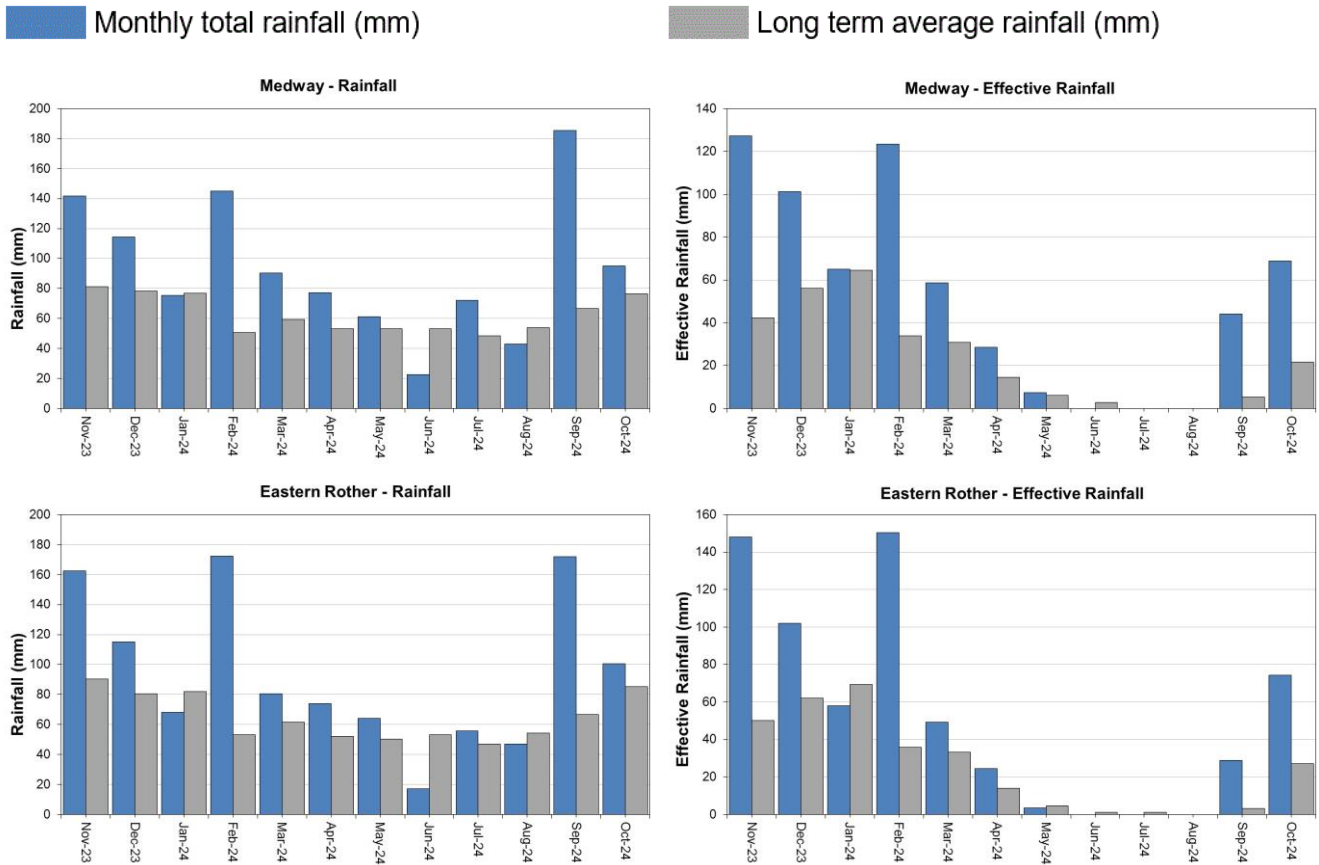 Monthly total rainfall (mm)
Long term average rainfall (mm)
Medway - Rainfall
Rainfall (mm)
200
180
160
140
120
100
80
60
40
20
0
Nov-23
Dec-23
Jan-24
Feb-24
Mar-24
Apr-24
May-24
Jun-24
Jul-24
Aug-24
Sep-24
Oct-24
Medway - Effective Rainfall
Effective Rainfall (mm)
140
120
100
80
60
40
20
0
Nov-23
Dec-23
Jan-24
Feb-24
Mar-24
Apr-24
May-24
Jun-24
Jul-24
Aug-24
Sep-24
Oct-24
Eastern Rother - Rainfall
Rainfall (mm)
200
180
160
140
120
100
80
60
40
20
0
Nov-23
Dec-23
Jan-24
Feb-24
Mar-24
Apr-24
May-24
Jun-24
Jul-24
Aug-24
Sep-24
Oct-24
Eastern Rother - Effective Rainfall
Effective Rainfall (mm)
160
140
120
100
80
60
40
20
0
Nov-23
Dec-23
Jan-24
Feb-24
Mar-24
Apr-24
May-24
Jun-24
Jul-24
Aug-24
Sep-24
Oct-24